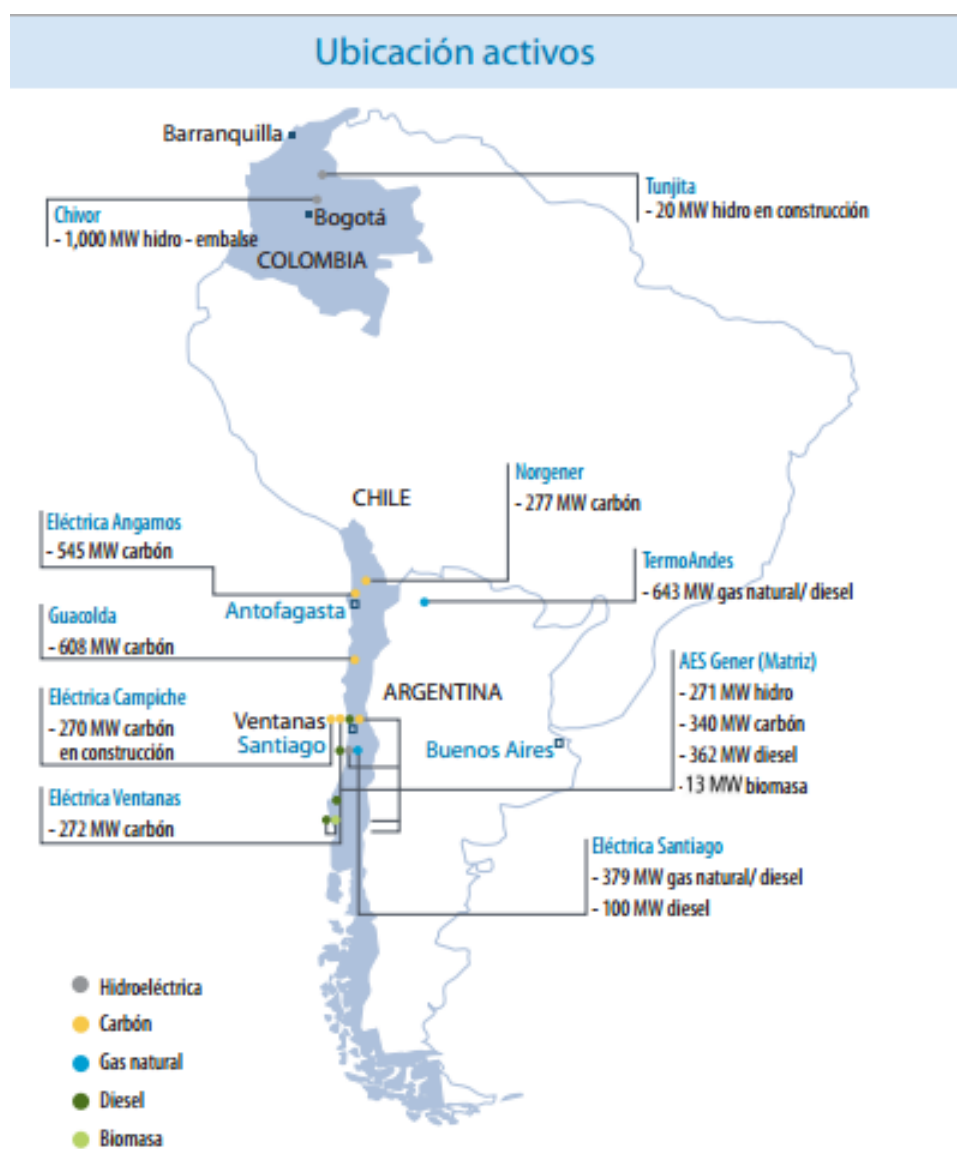 Ubicación activos
Barranquilla
Tunjita
- 20 MW hidro en construcción
Chivor
- 1,000 MW hidro - embalse
Bogotá
COLOMBIA
Norgener
- 277 MW carbón
CHILE
Eléctrica Angamos
- 545 MW carbón
TermoAndes
- 643 MW gas natural/ diesel
Antofagasta
Guacolda
- 608 MW carbón
AES Gener (Matriz)
- 271 MW hidro
- 340 MW carbón
- 362 MW diesel
- 13 MW biomasa
ARGENTINA
Eléctrica Campiche
- 270 MW carbón
en construcción
Ventanas
Santiago
Buenos Aires
Eléctrica Ventanas
- 272 MW carbón
Eléctrica Santiago
- 379 MW gas natural/ diesel
- 100 MW diesel
Hidroeléctrica
Carbón
Gas natural
Diesel
Biomasa